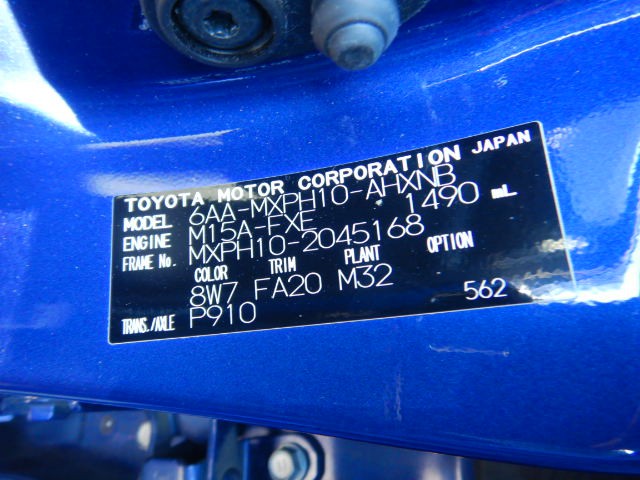 TOYOTA MOTOR CORPORATION JAPAN
MODEL 6AA-MXPH10-AHXNB
ENGINE M15A-FXE 1490 mL
FRAME No. MXPH10-2045168
COLOR TRIM PLANT OPTION
8W7 FA20 M32
TRANS./AXLE P910 562